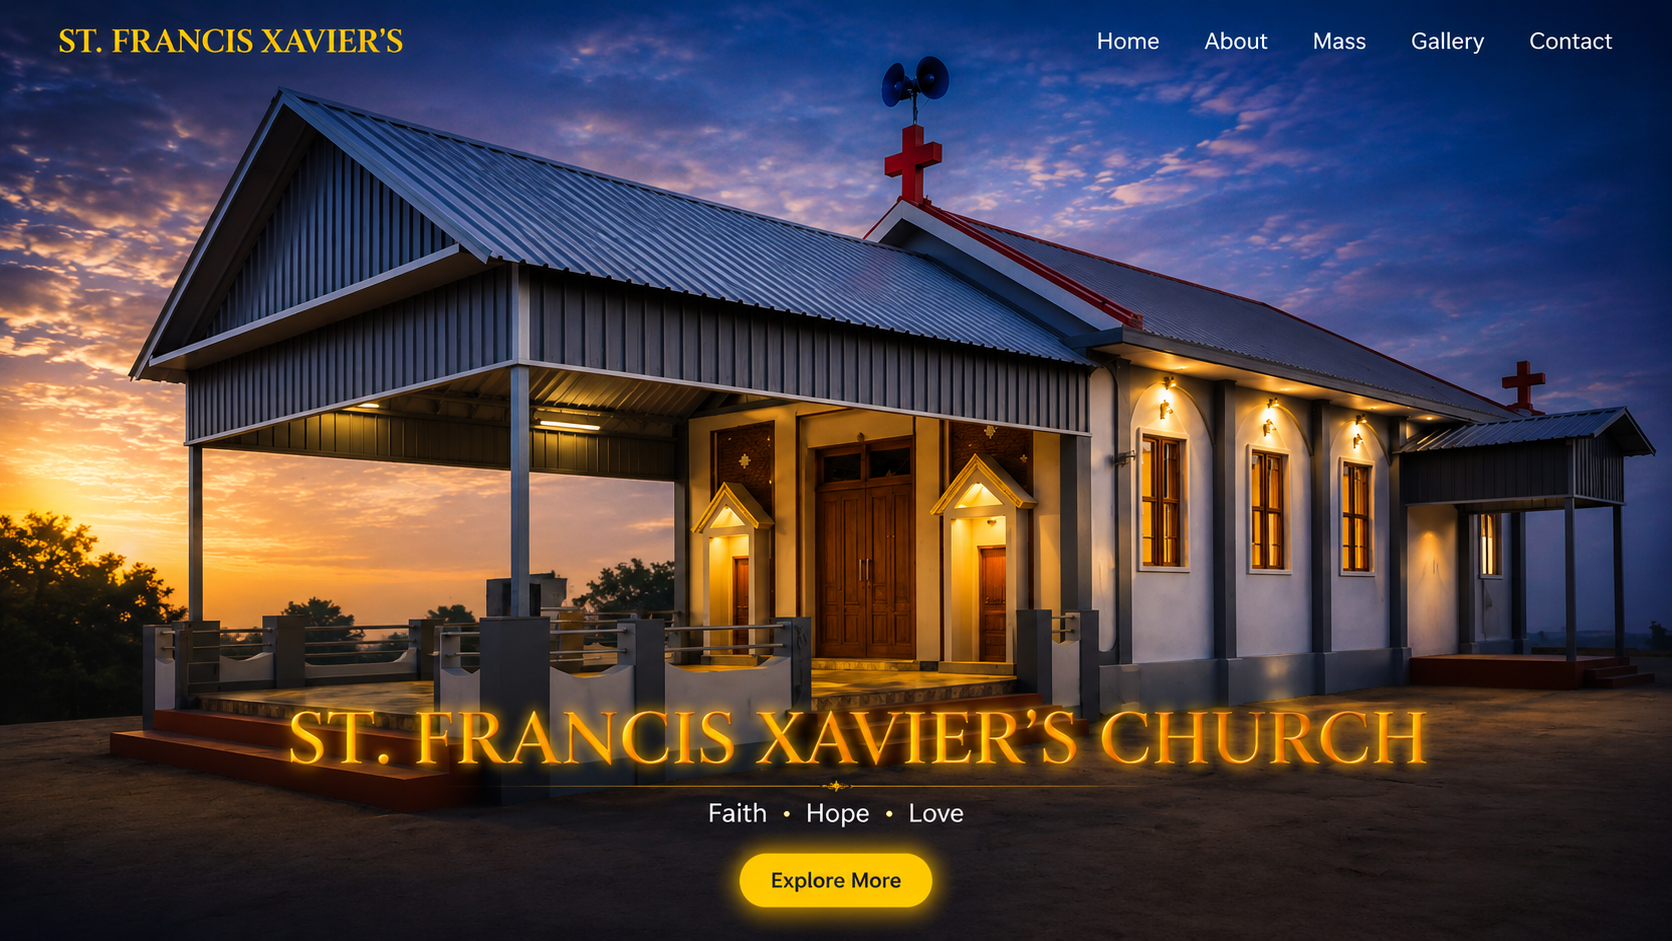 ST. FRANCIS XAVIER’S
Home About Mass Gallery Contact
ST. FRANCIS XAVIER’S CHURCH
Faith • Hope • Love
Explore More